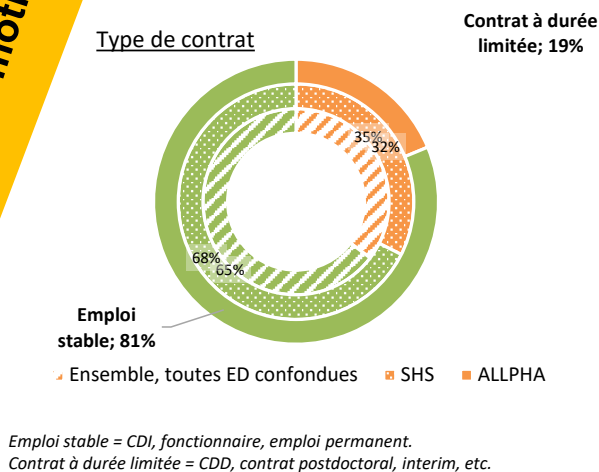 Type de contrat
Contrat à durée
limitée; 19%
35%
32%
68%
65%
Emploi
stable; 81%
Ensemble, toutes ED confondues
SHS
ALLPHA
Emploi stable = CDI, fonctionnaire, emploi permanent.
Contrat à durée limitée = CDD, contrat postdoctoral, interim, etc.